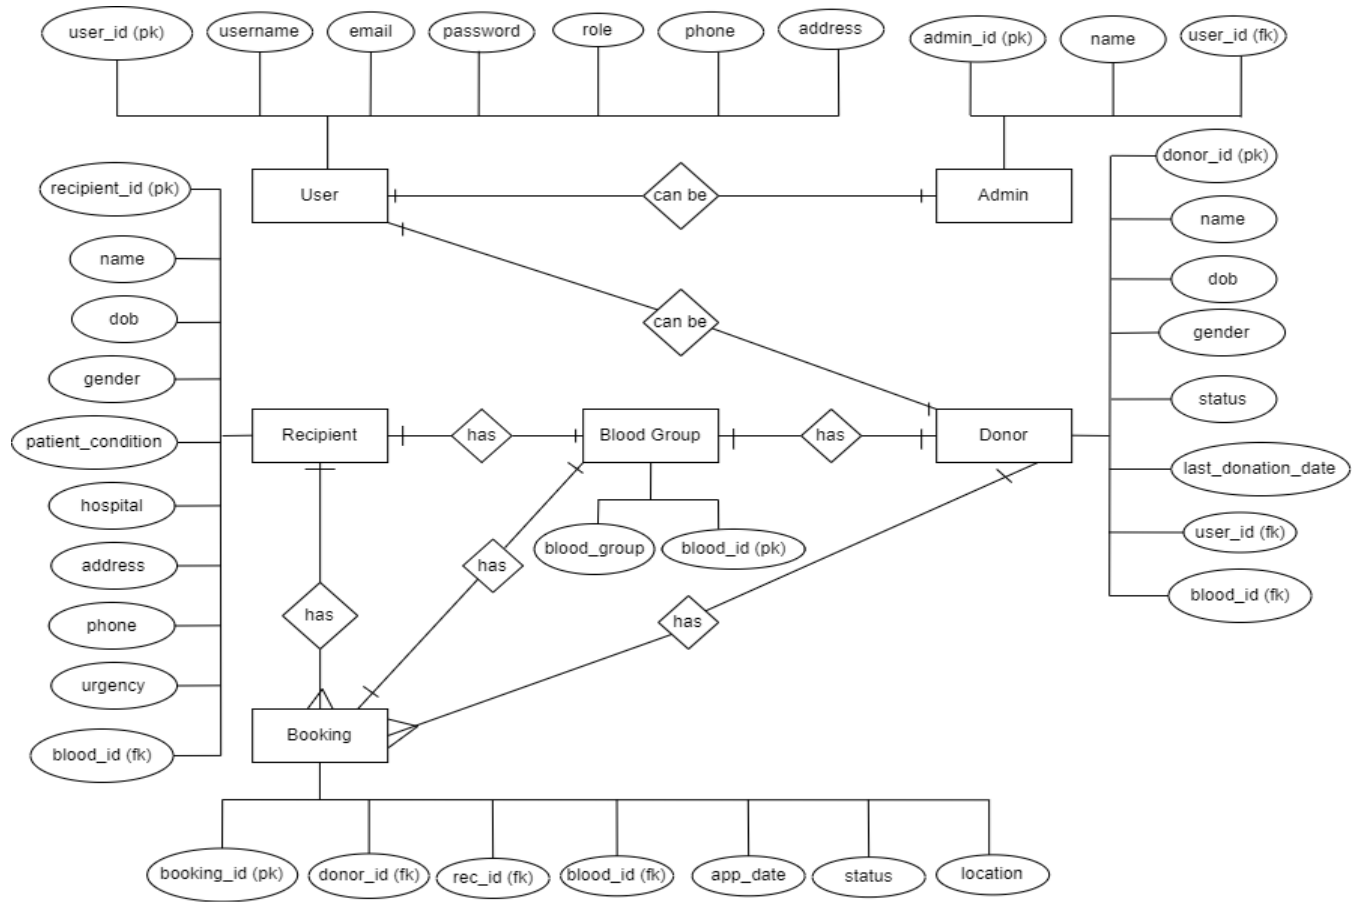 user_id (pk)
username
email
password
role
phone
address
admin_id (pk)
name
user_id (fk)
User
can be
Admin
can be
recipient_id (pk)
name
dob
gender
patient_condition
hospital
address
phone
urgency
blood_id (fk)
donor_id (pk)
name
dob
gender
status
last_donation_date
user_id (fk)
blood_id (fk)
Recipient
has
Blood Group
has
Donor
blood_group
blood_id (pk)
has
has
has
Booking
booking_id (pk)
donor_id (fk)
rec_id (fk)
blood_id (fk)
app_date
status
location